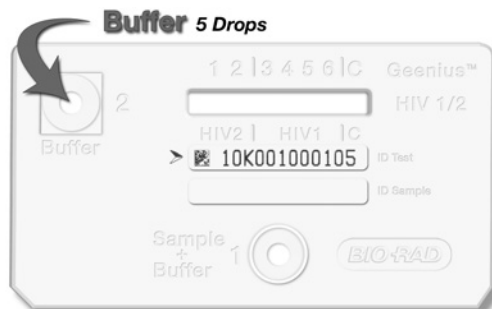 Buffer 5 Drops
1 2 | 3 4 5 6 | C Geenius™
2 HIV 1/2
Buffer HIV2 | HIV1 | C
> 10K001000105 ID Test
ID Sample
Sample
+ 1 BIO-RAD
Buffer